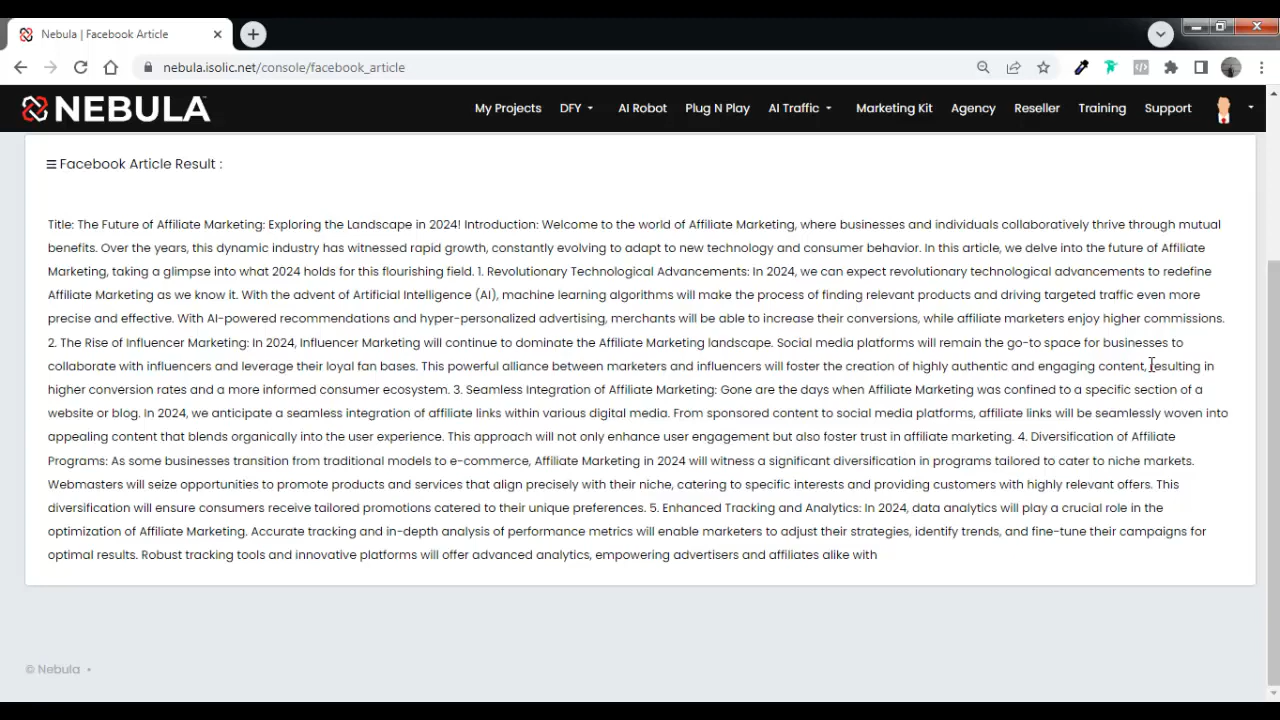 Nebula | Facebook Article
nebula.isolic.net/console/facebook_article
NEBULA
My Projects DFY AI Robot Plug N Play AI Traffic Marketing Kit Agency Reseller Training Support
Facebook Article Result :
Title: The Future of Affiliate Marketing: Exploring the Landscape in 2024! Introduction: Welcome to the world of Affiliate Marketing, where businesses and individuals collaboratively thrive through mutual
benefits. Over the years, this dynamic industry has witnessed rapid growth, constantly evolving to adapt to new technology and consumer behavior. In this article, we delve into the future of Affiliate
Marketing, taking a glimpse into what 2024 holds for this flourishing field. 1. Revolutionary Technological Advancements: In 2024, we can expect revolutionary technological advancements to redefine
Affiliate Marketing as we know it. With the advent of Artificial Intelligence (AI), machine learning algorithms will make the process of finding relevant products and driving targeted traffic even more
precise and effective. With AI-powered recommendations and hyper-personalized advertising, merchants will be able to increase their conversions, while affiliate marketers enjoy higher commissions.
2. The Rise of Influencer Marketing: In 2024, Influencer Marketing will continue to dominate the Affiliate Marketing landscape. Social media platforms will remain the go-to space for businesses to
collaborate with influencers and leverage their loyal fan bases. This powerful alliance between marketers and influencers will foster the creation of highly authentic and engaging content, resulting in
higher conversion rates and a more informed consumer ecosystem. 3. Seamless Integration of Affiliate Marketing: Gone are the days when Affiliate Marketing was confined to a specific section of a
website or blog. In 2024, we anticipate a seamless integration of affiliate links within various digital media. From sponsored content to social media platforms, affiliate links will be seamlessly woven into
appealing content that blends organically into the user experience. This approach will not only enhance user engagement but also foster trust in affiliate marketing. 4. Diversification of Affiliate
Programs: As some businesses transition from traditional models to e-commerce, Affiliate Marketing in 2024 will witness a significant diversification in programs tailored to cater to niche markets.
Webmasters will seize opportunities to promote products and services that align precisely with their niche, catering to specific interests and providing customers with highly relevant offers. This
diversification will ensure consumers receive tailored promotions catered to their unique preferences. 5. Enhanced Tracking and Analytics: In 2024, data analytics will play a crucial role in the
optimization of Affiliate Marketing. Accurate tracking and in-depth analysis of performance metrics will enable marketers to adjust their strategies, identify trends, and fine-tune their campaigns for
optimal results. Robust tracking tools and innovative platforms will offer advanced analytics, empowering advertisers and affiliates alike with
© Nebula •